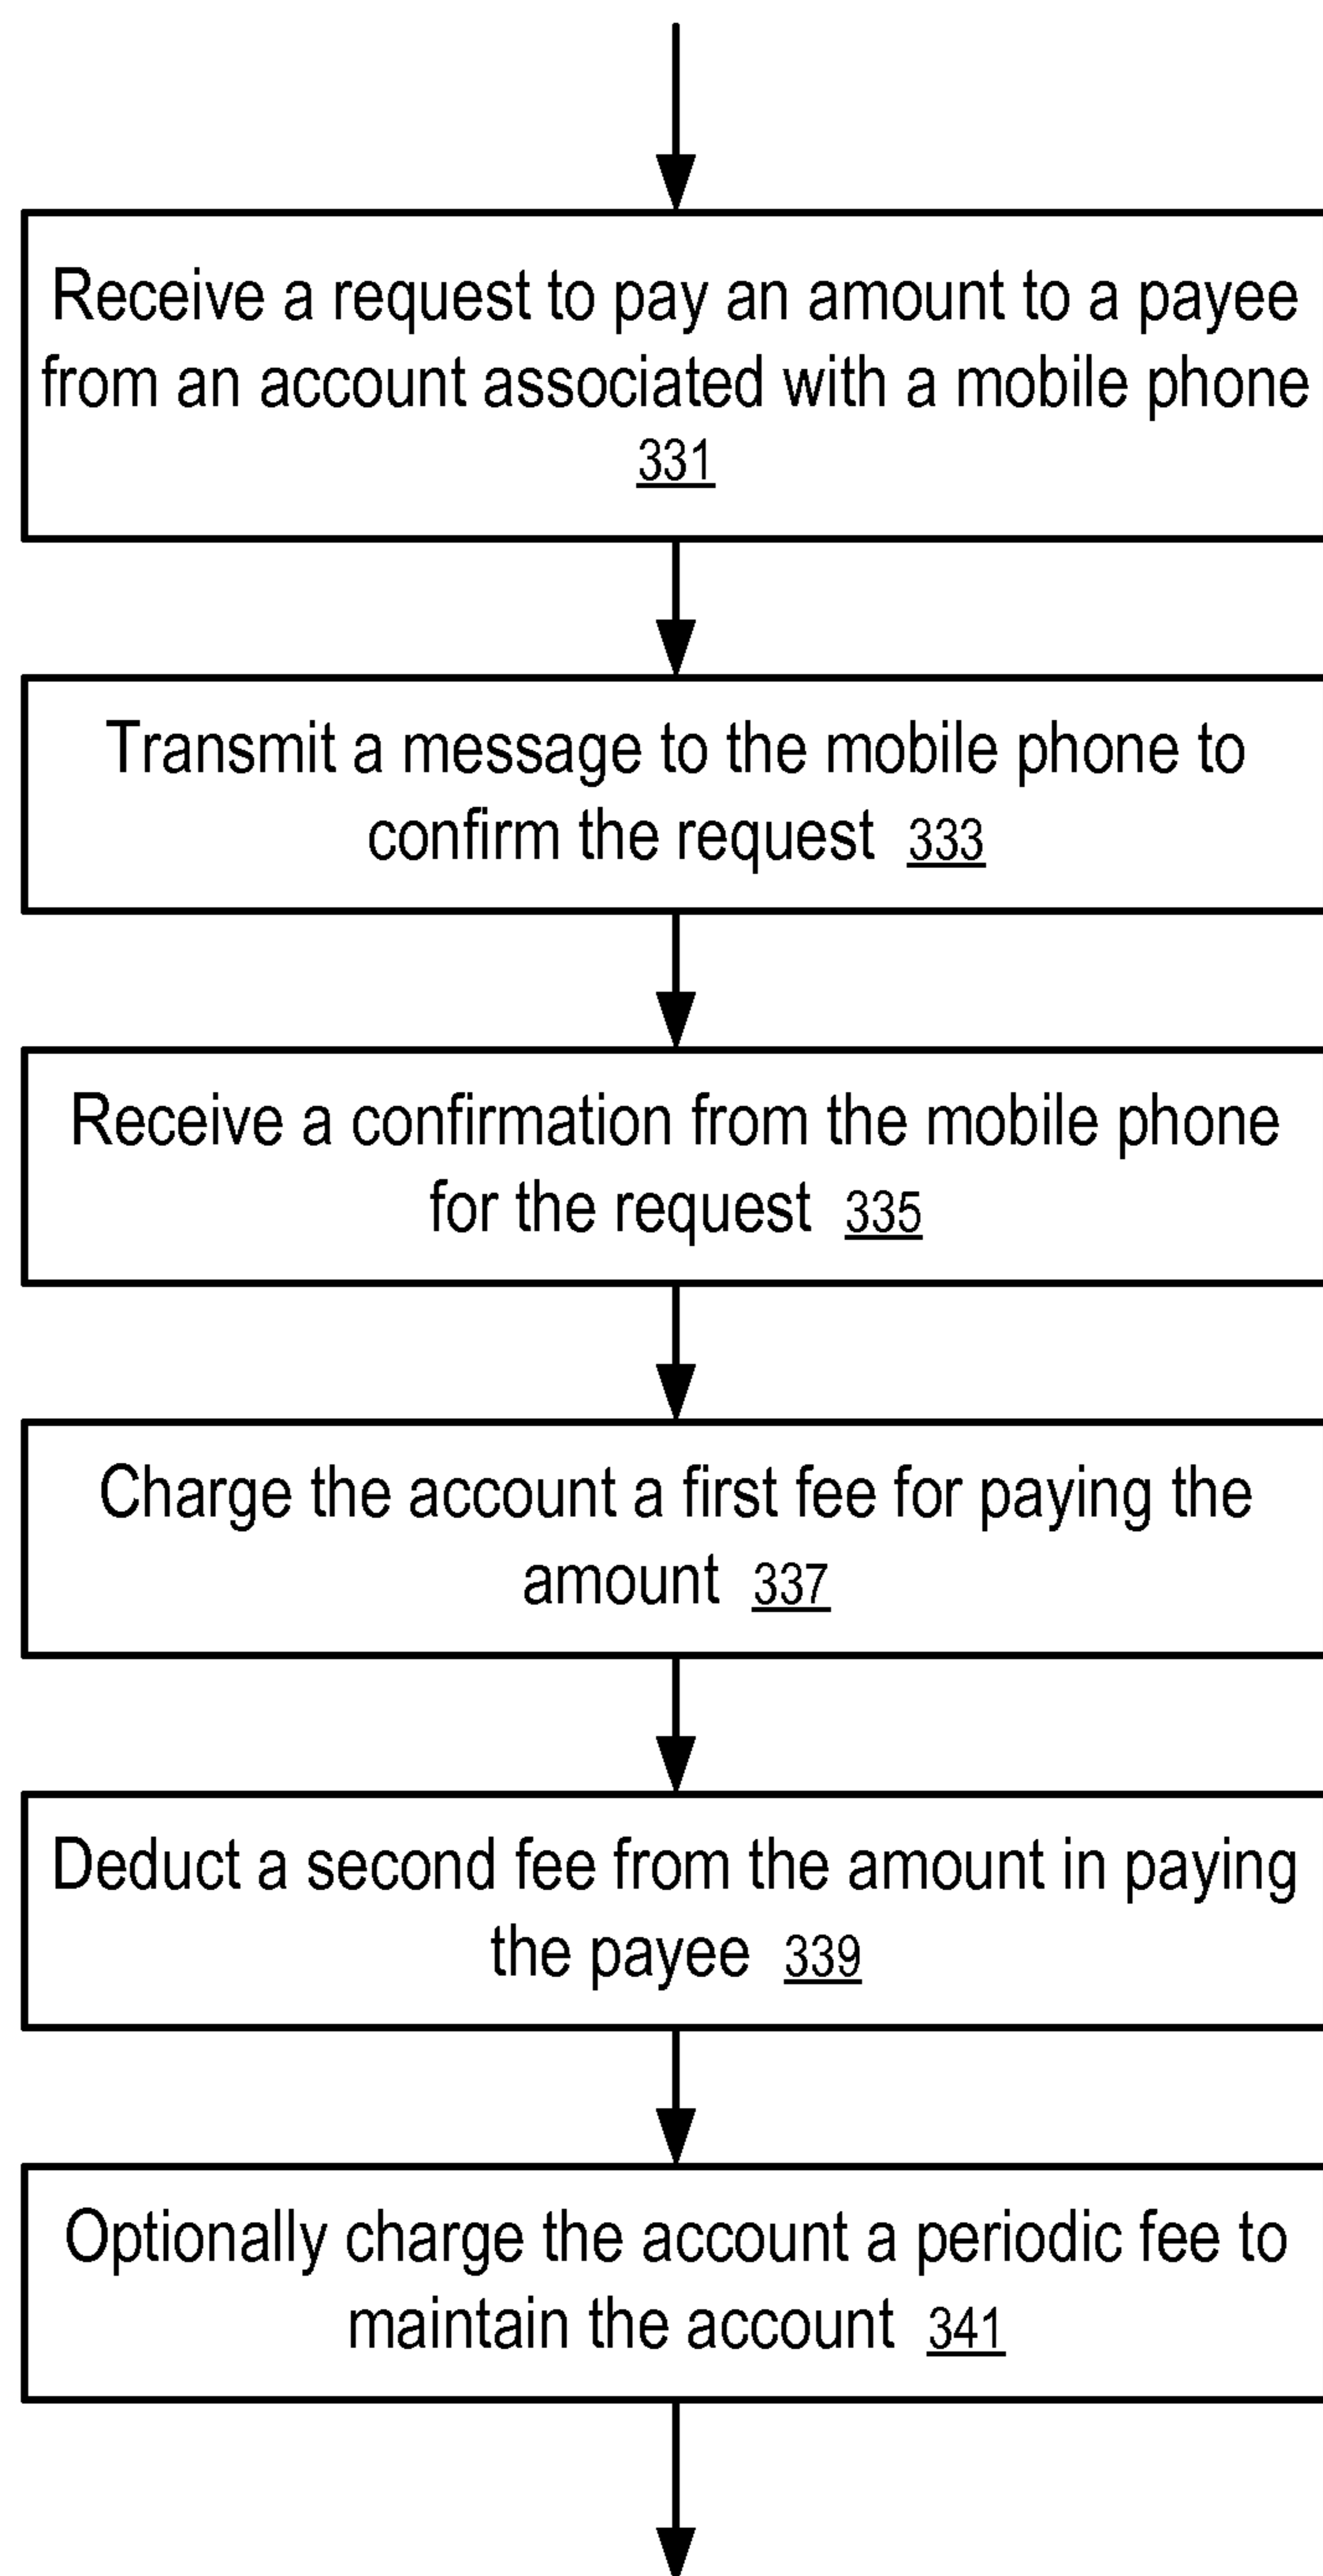 Receive a request to pay an amount to a payee
from an account associated with a mobile phone
331
Transmit a message to the mobile phone to
confirm the request 333
Receive a confirmation from the mobile phone
for the request 335
Charge the account a first fee for paying the
amount 337
Deduct a second fee from the amount in paying
the payee 339
Optionally charge the account a periodic fee to
maintain the account 341